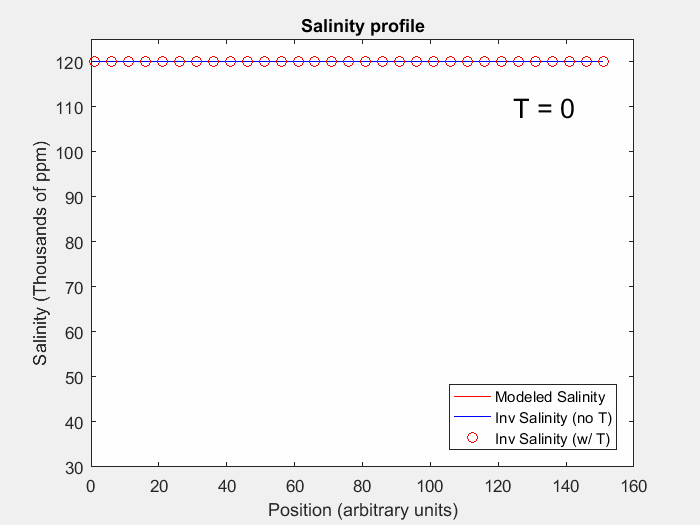 Salinity profile
120
110
100
90
80
70
60
50
40
30
Salinity (Thousands of ppm)
T = 0
Modeled Salinity
Inv Salinity (no T)
Inv Salinity (w/ T)
0 20 40 60 80 100 120 140 160
Position (arbitrary units)